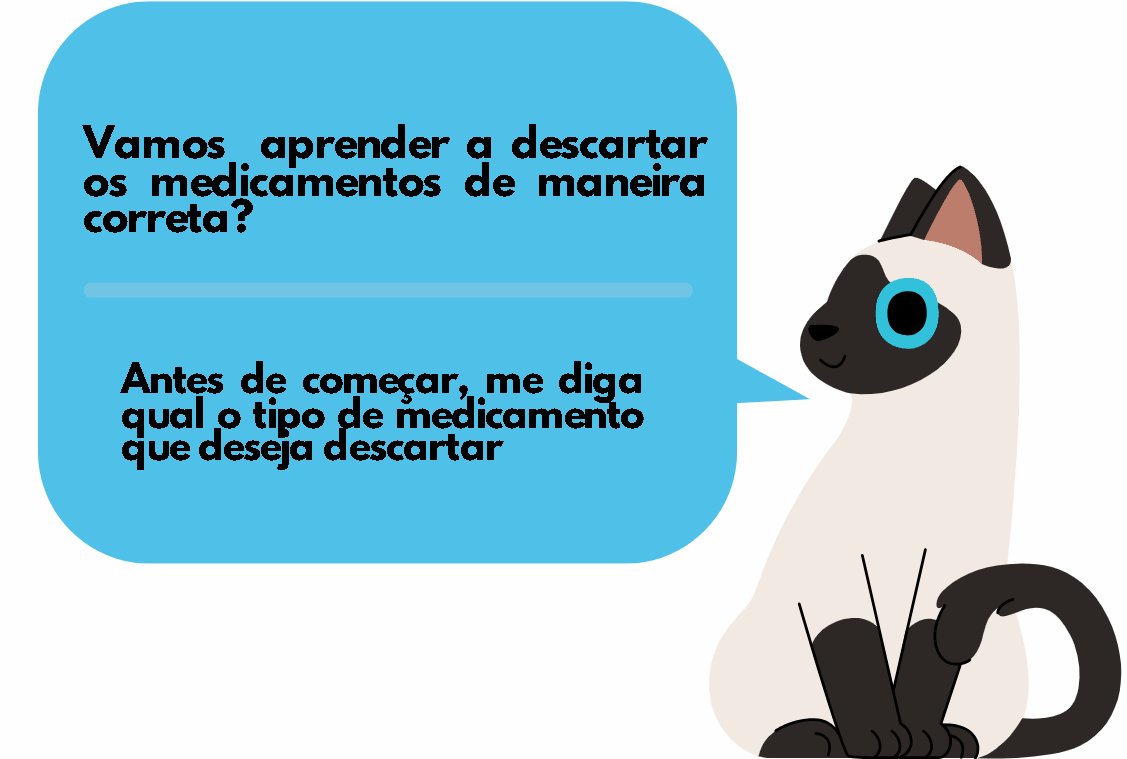 Vamos aprender a descartar
os medicamentos de maneira
correta?
Antes de começar, me diga
qual o tipo de medicamento
que deseja descartar